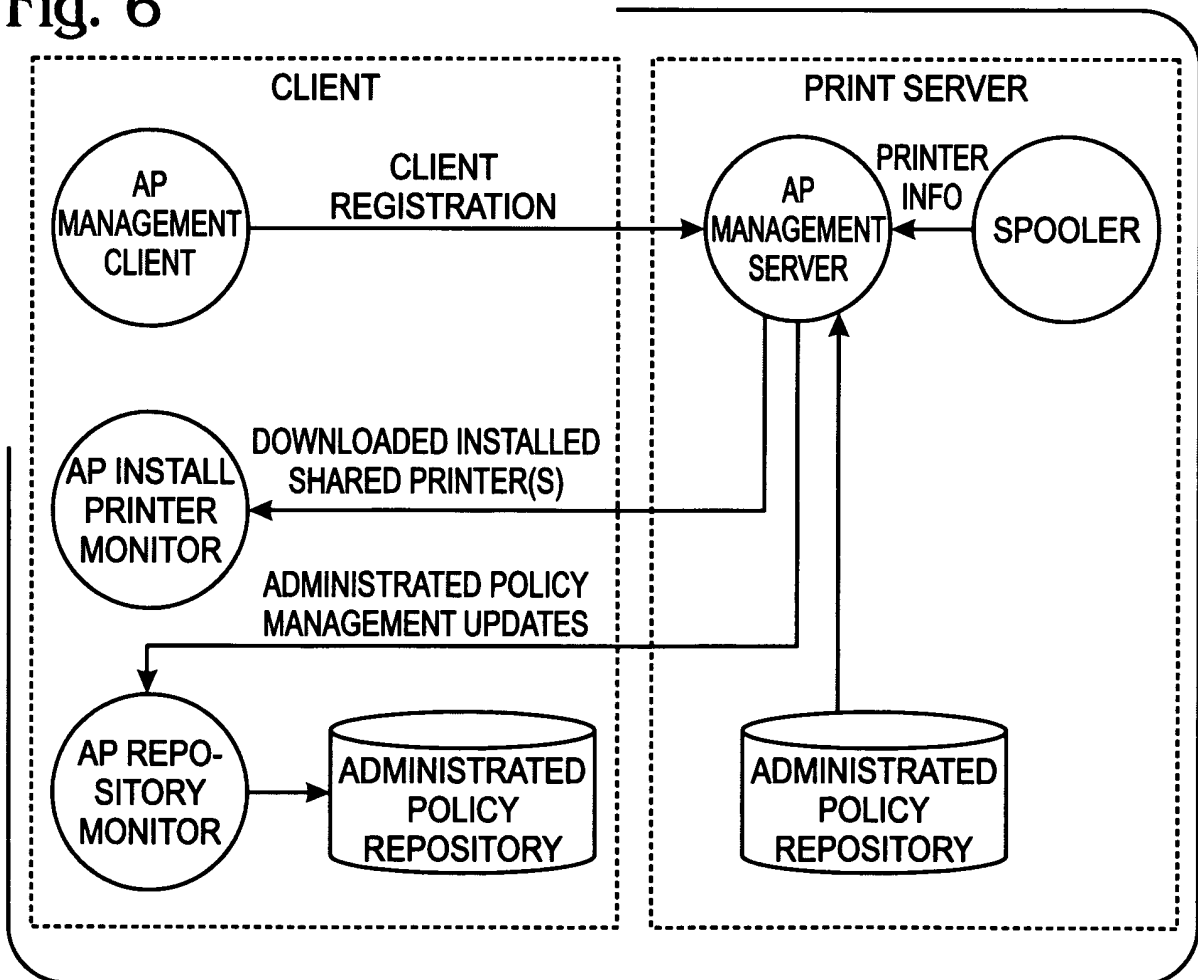 Fig. 6
CLIENT
PRINT SERVER
AP
MANAGEMENT
CLIENT
CLIENT
REGISTRATION
AP
MANAGEMENT
SERVER
PRINTER
INFO
SPOOLER
AP INSTALL
PRINTER
MONITOR
DOWNLOADED INSTALLED
SHARED PRINTER(S)
ADMINISTRATED POLICY
MANAGEMENT UPDATES
AP REPO-
SITORY
MONITOR
ADMINISTRATED
POLICY
REPOSITORY
ADMINISTRATED
POLICY
REPOSITORY